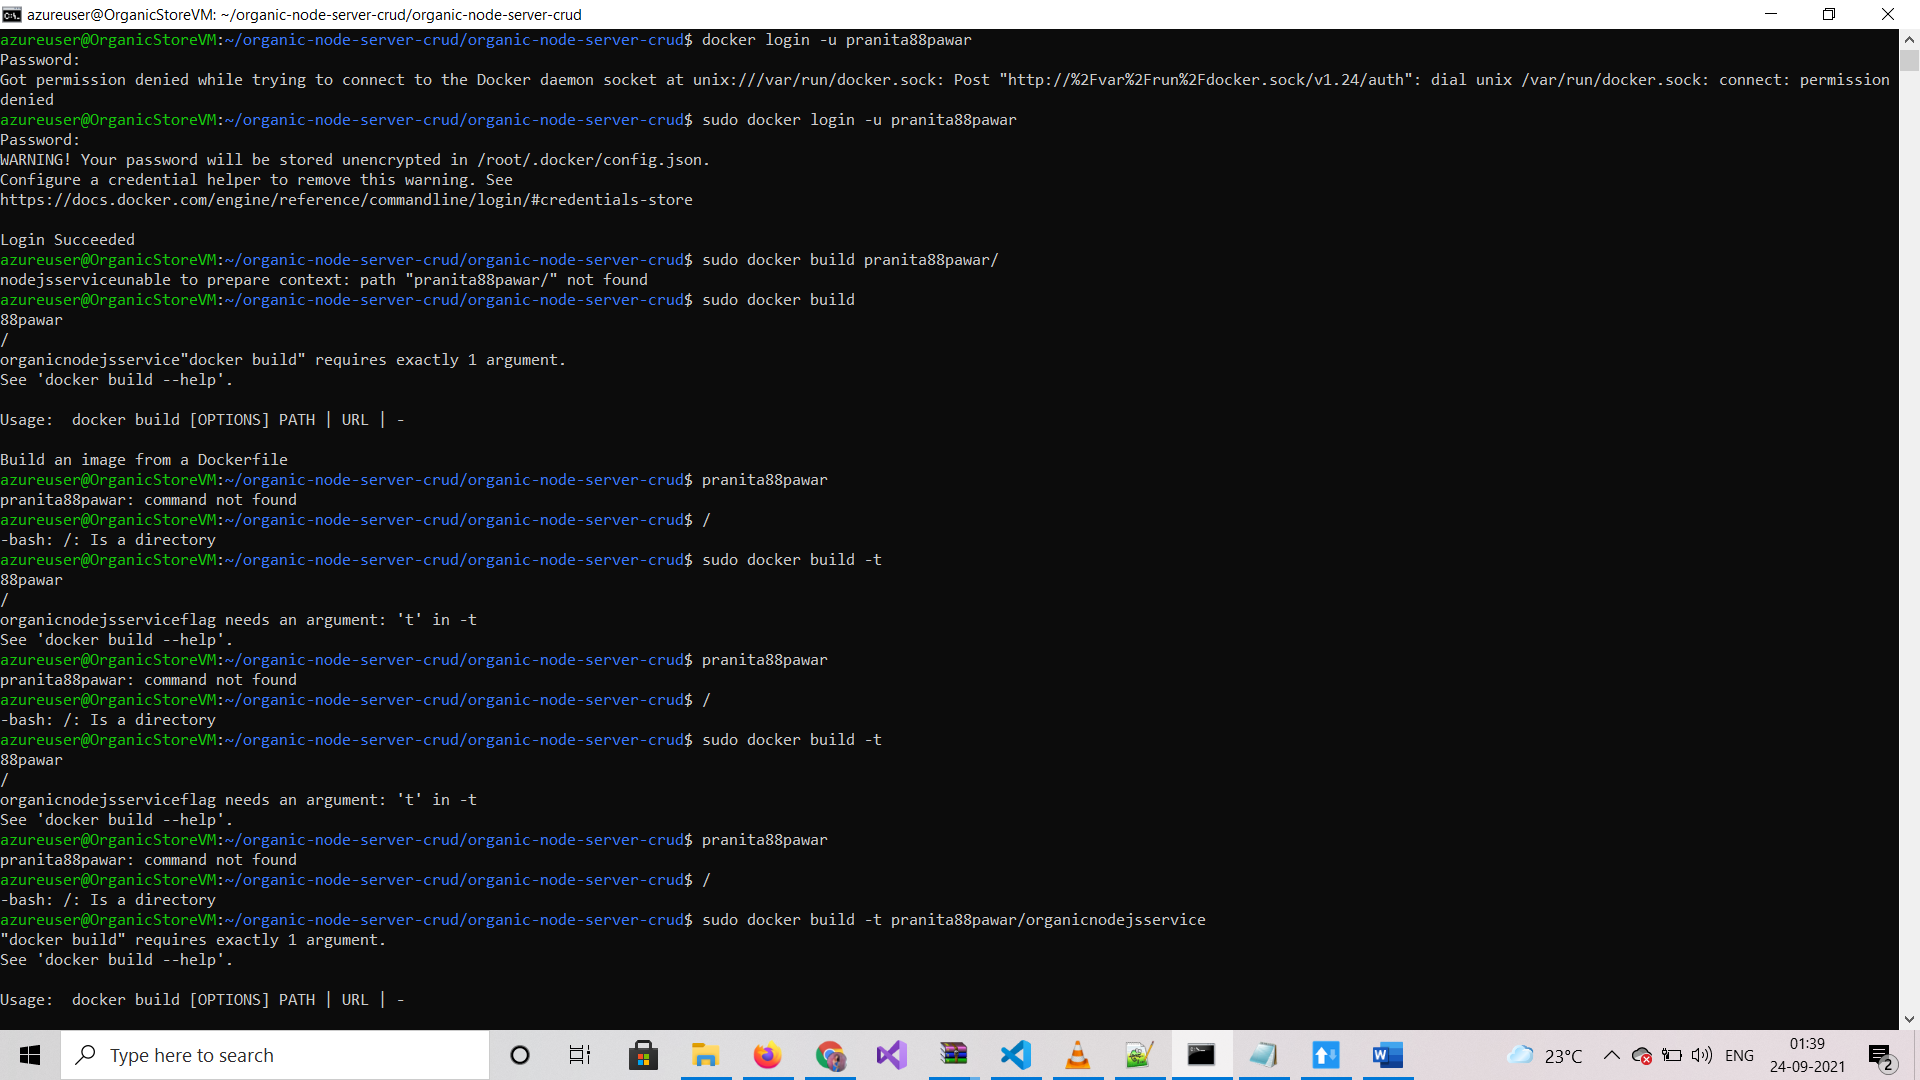 azureuser@OrganicStoreVM: ~/organic-node-server-crud/organic-node-server-crud
azureuser@OrganicStoreVM:~/organic-node-server-crud/organic-node-server-crud$ docker login -u pranita88pawar
Password:
Got permission denied while trying to connect to the Docker daemon socket at unix:///var/run/docker.sock: Post "http://%2Fvar%2Frun%2Fdocker.sock/v1.24/auth": dial unix /var/run/docker.sock: connect: permission
denied
azureuser@OrganicStoreVM:~/organic-node-server-crud/organic-node-server-crud$ sudo docker login -u pranita88pawar
Password:
WARNING! Your password will be stored unencrypted in /root/.docker/config.json.
Configure a credential helper to remove this warning. See
https://docs.docker.com/engine/reference/commandline/login/#credentials-store
Login Succeeded
azureuser@OrganicStoreVM:~/organic-node-server-crud/organic-node-server-crud$ sudo docker build pranita88pawar/
nodejsserviceunable to prepare context: path "pranita88pawar/" not found
azureuser@OrganicStoreVM:~/organic-node-server-crud/organic-node-server-crud$ sudo docker build
88pawar
/
organicnodejsservice"docker build" requires exactly 1 argument.
See 'docker build --help'.
Usage:  docker build [OPTIONS] PATH | URL | -
Build an image from a Dockerfile
azureuser@OrganicStoreVM:~/organic-node-server-crud/organic-node-server-crud$ pranita88pawar
pranita88pawar: command not found
azureuser@OrganicStoreVM:~/organic-node-server-crud/organic-node-server-crud$ /
-bash: /: Is a directory
azureuser@OrganicStoreVM:~/organic-node-server-crud/organic-node-server-crud$ sudo docker build -t
88pawar
/
organicnodejsserviceflag needs an argument: 't' in -t
See 'docker build --help'.
azureuser@OrganicStoreVM:~/organic-node-server-crud/organic-node-server-crud$ pranita88pawar
pranita88pawar: command not found
azureuser@OrganicStoreVM:~/organic-node-server-crud/organic-node-server-crud$ /
-bash: /: Is a directory
azureuser@OrganicStoreVM:~/organic-node-server-crud/organic-node-server-crud$ sudo docker build -t
88pawar
/
organicnodejsserviceflag needs an argument: 't' in -t
See 'docker build --help'.
azureuser@OrganicStoreVM:~/organic-node-server-crud/organic-node-server-crud$ pranita88pawar
pranita88pawar: command not found
azureuser@OrganicStoreVM:~/organic-node-server-crud/organic-node-server-crud$ /
-bash: /: Is a directory
azureuser@OrganicStoreVM:~/organic-node-server-crud/organic-node-server-crud$ sudo docker build -t pranita88pawar/organicnodejsservice
"docker build" requires exactly 1 argument.
See 'docker build --help'.
Usage:  docker build [OPTIONS] PATH | URL | -
Type here to search
23°C
ENG
01:39
24-09-2021
2